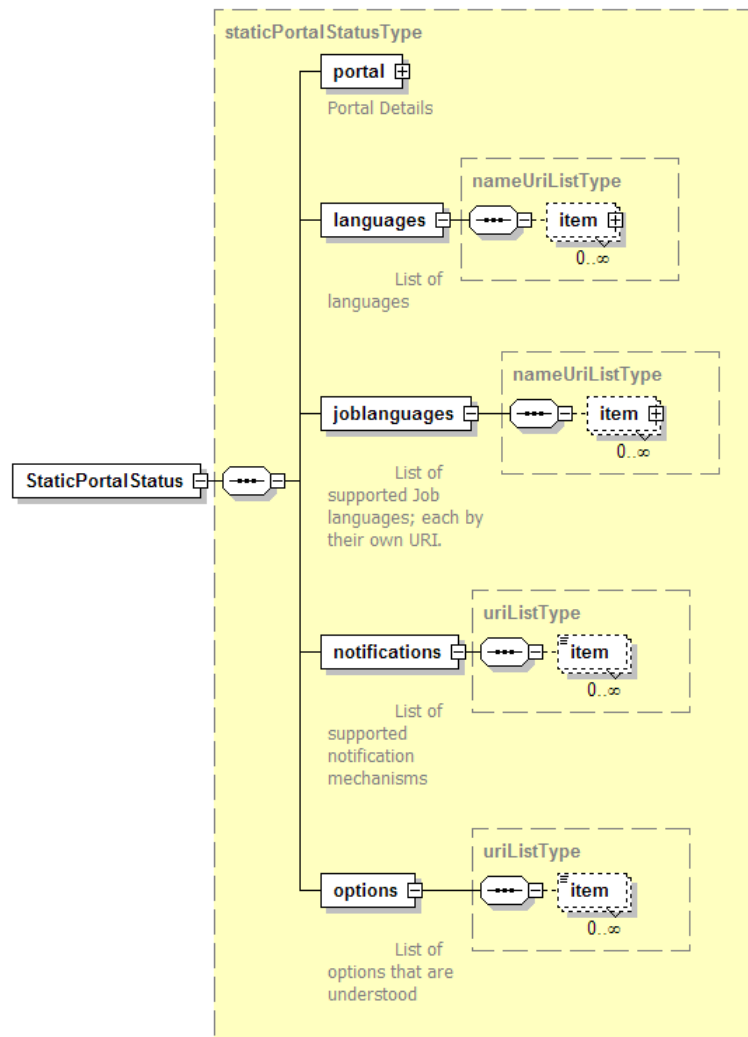 staticPortalStatusType
portal
Portal Details
nameUriListType
languages
item
0..∞
List of
languages
nameUriListType
joblanguages
item
0..∞
List of
supported Job
languages; each by
their own URI.
StaticPortalStatus
uriListType
notifications
item
0..∞
List of
supported
notification
mechanisms
uriListType
options
item
0..∞
List of
options that are
understood